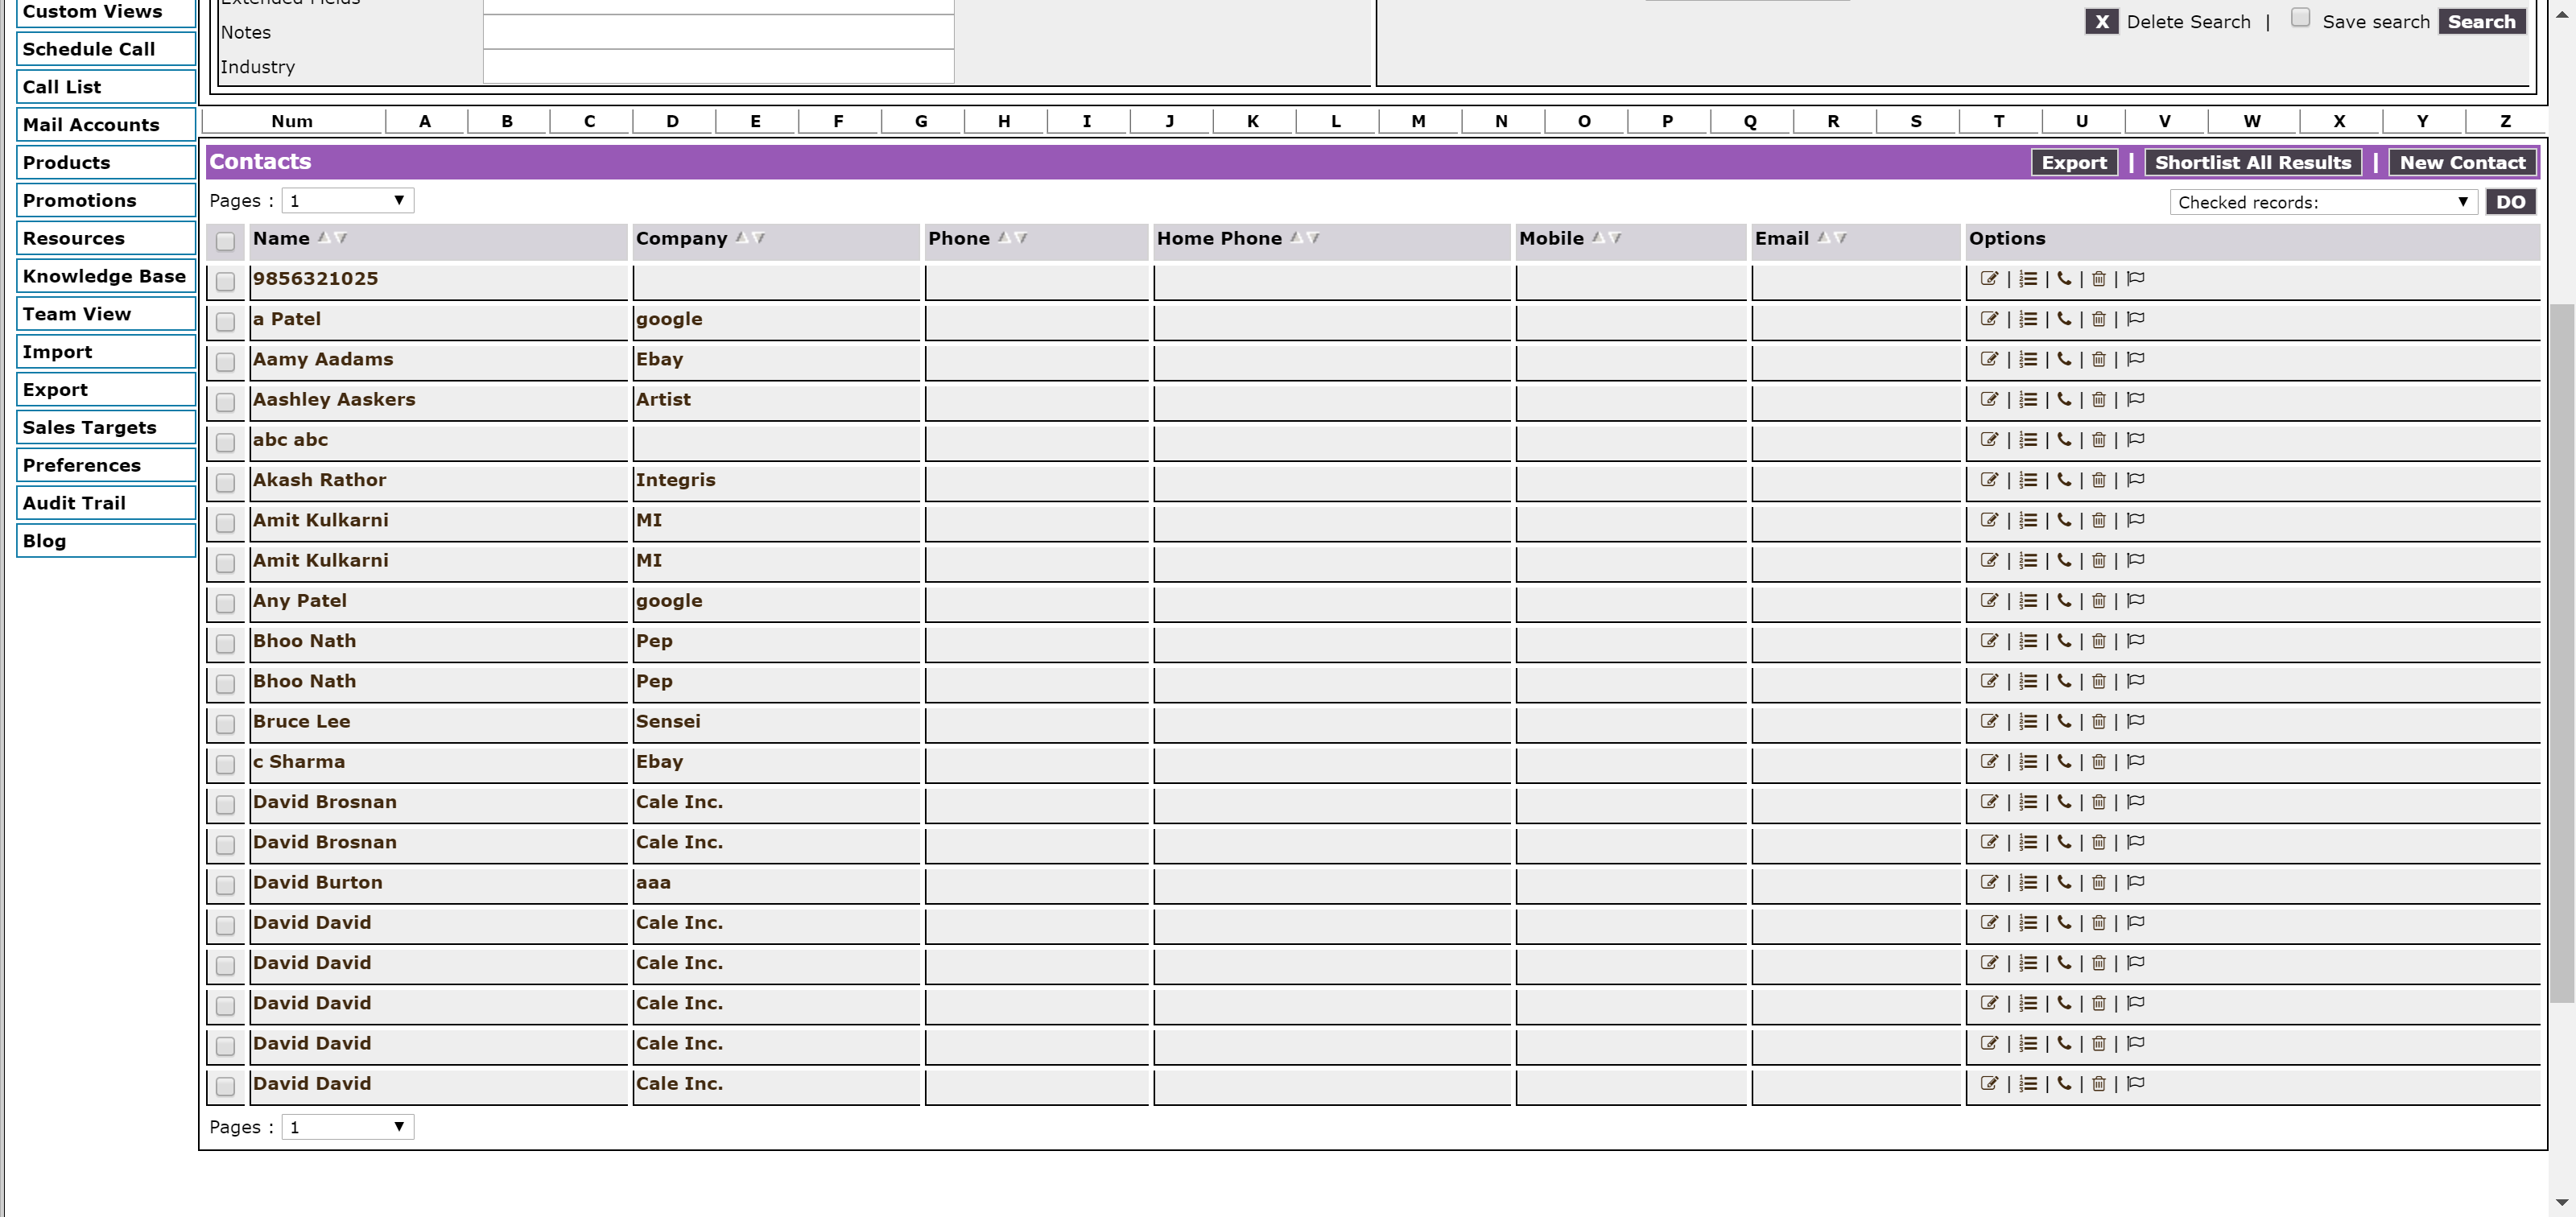 Custom Views
Schedule Call
Call List
Mail Accounts
Products
Promotions
Resources
Knowledge Base
Team View
Import
Export
Sales Targets
Preferences
Audit Trail
Blog
Extended Fields
Notes
Industry
X Delete Search | Save search Search
Num A B C D E F G H I J K L M N O P Q R S T U V W X Y Z
Contacts Export | Shortlist All Results | New Contact
Pages : 1 Checked records: DO
Name Company Phone Home Phone Mobile Email Options
9856321025
a Patel google
Aamy Aadams Ebay
Aashley Aaskers Artist
abc abc
Akash Rathor Integris
Amit Kulkarni MI
Amit Kulkarni MI
Any Patel google
Bhoo Nath Pep
Bhoo Nath Pep
Bruce Lee Sensei
c Sharma Ebay
David Brosnan Cale Inc.
David Brosnan Cale Inc.
David Burton aaa
David David Cale Inc.
David David Cale Inc.
David David Cale Inc.
David David Cale Inc.
David David Cale Inc.
Pages : 1